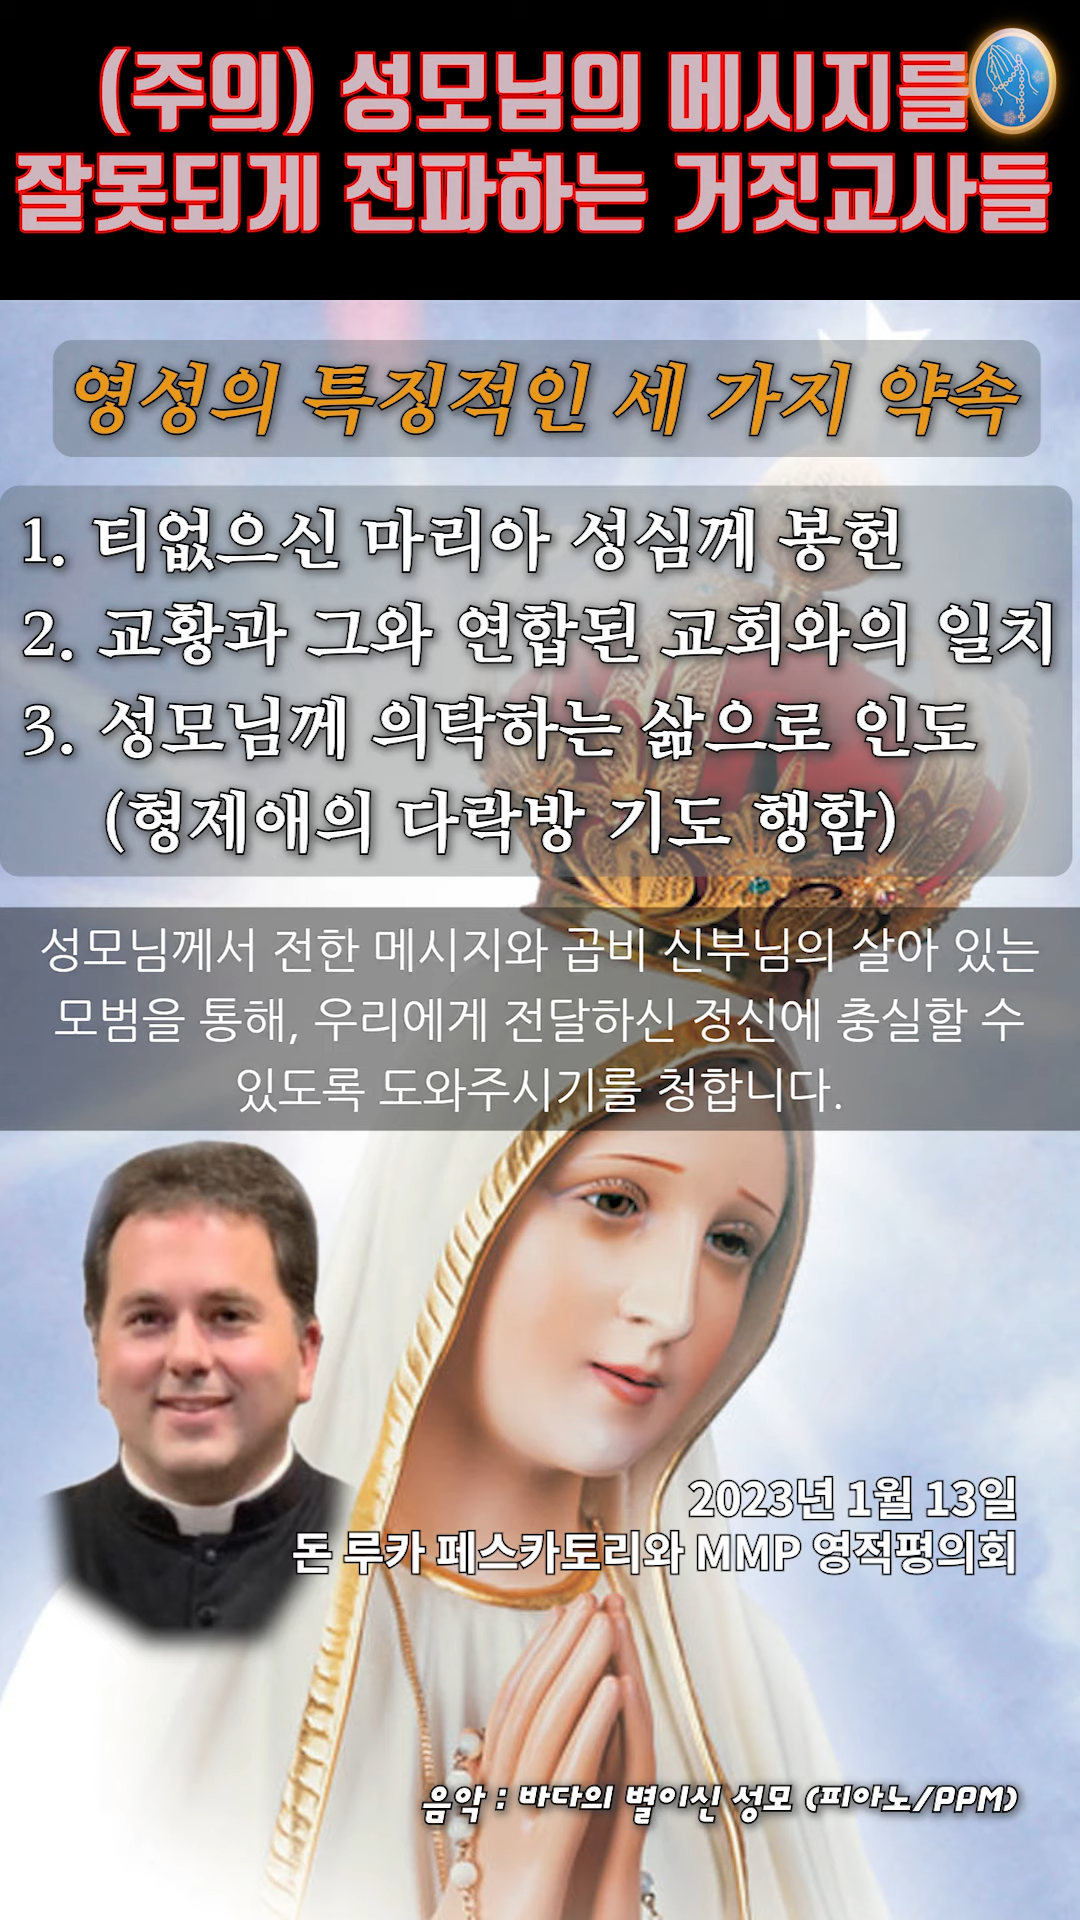 (주의) 성모님의 메시지를
잘못되게 전파하는 거짓교사들
영성의 특징적인 세 가지 약속
1. 티없으신 마리아 성심께 봉헌
2. 교황과 그와 연합된 교회와의 일치
3. 성모님께 의탁하는 삶으로 인도
(형제애의 다락방 기도 행함)
성모님께서 전한 메시지와 곱비 신부님의 살아 있는
모범을 통해, 우리에게 전달하신 정신에 충실할 수
있도록 도와주시기를 청합니다.
2023년 1월 13일
돈 루카 페스카토리와 MMP 영적평의회
음악 : 바다의 별이신 성모 (피아노/PPM)